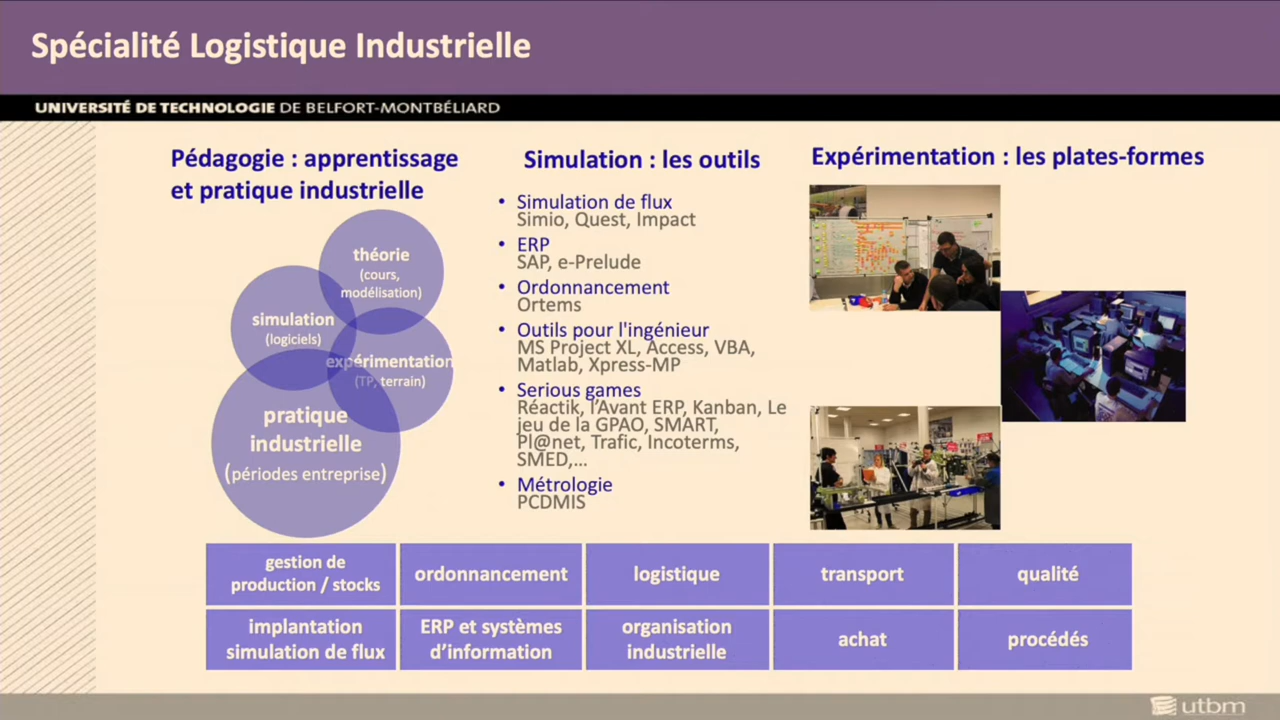 Spécialité Logistique Industrielle
UNIVERSITÉ DE TECHNOLOGIE DE BELFORT-MONTBÉLIARD
Pédagogie : apprentissage
et pratique industrielle
théorie
(cours,
modélisation)
simulation
(logiciels)
expérimentation
(TP, terrain)
pratique
industrielle
(périodes entreprise)
Simulation : les outils
• Simulation de flux
Simio, Quest, Impact
• ERP
SAP, e-Prelude
• Ordonnancement
Ortems
• Outils pour l'ingénieur
MS Project XL, Access, VBA,
Matlab, Xpress-MP
• Serious games
Réactik, l’Avant ERP, Kanban, Le
jeu de la GPAO, SMART,
Pl@net, Trafic, Incoterms,
SMED,...
• Métrologie
PCDMIS
Expérimentation : les plates-formes
gestion de
production / stocks
ordonnancement
logistique
transport
qualité
implantation
simulation de flux
ERP et systèmes
d’information
organisation
industrielle
achat
procédés
utbm